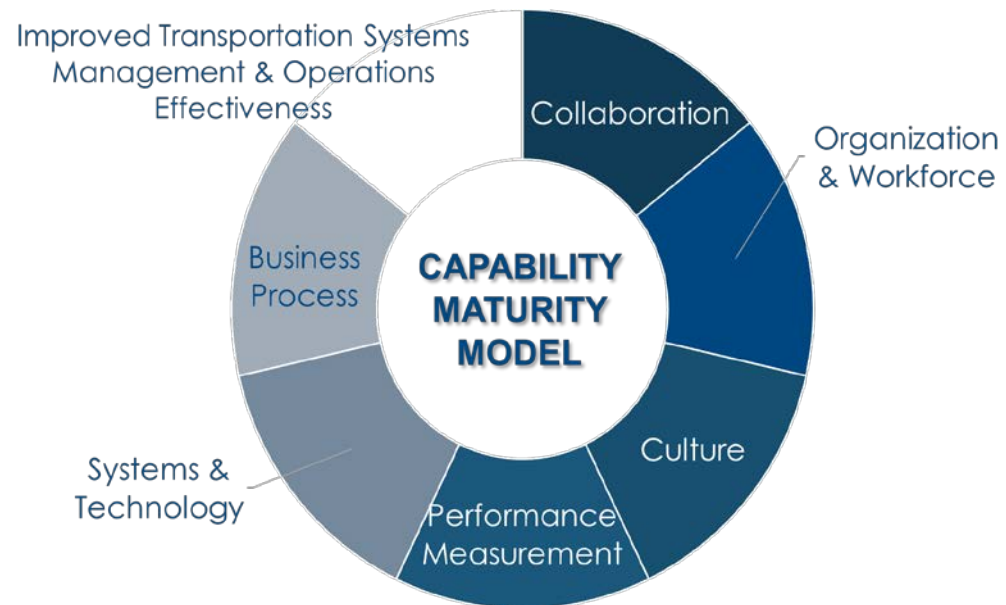 Improved Transportation Systems
Management & Operations
Effectiveness
Collaboration
Organization
& Workforce
Business
Process
CAPABILITY
MATURITY
MODEL
Culture
Systems &
Technology
Performance
Measurement